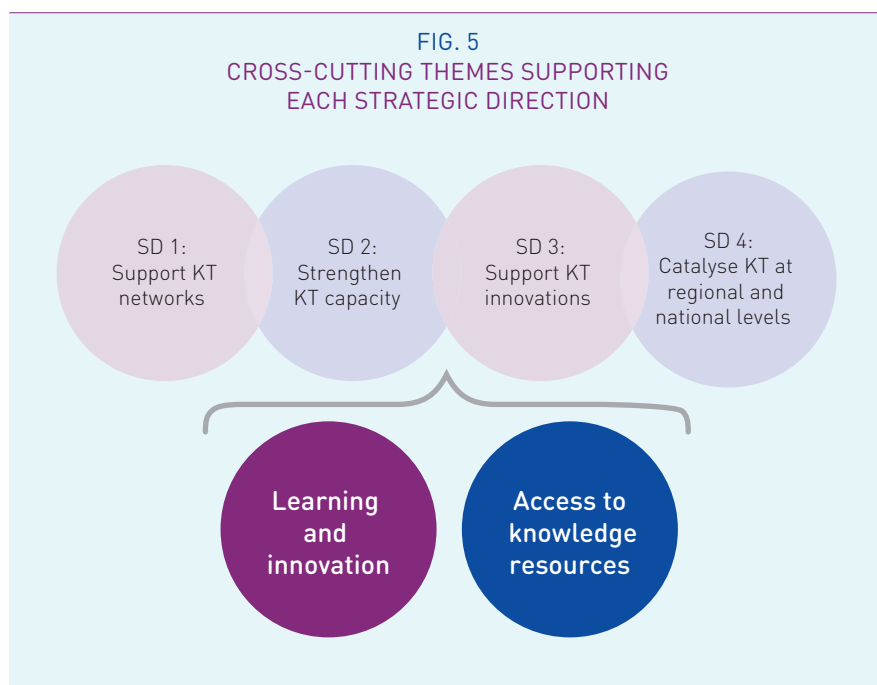 FIG. 5
CROSS-CUTTING THEMES SUPPORTING
EACH STRATEGIC DIRECTION
SD 1:
Support KT
networks
SD 2:
Strengthen
KT capacity
SD 3:
Support KT
innovations
SD 4:
Catalyse KT at
regional and
national levels
Learning
and
innovation
Access to
knowledge
resources